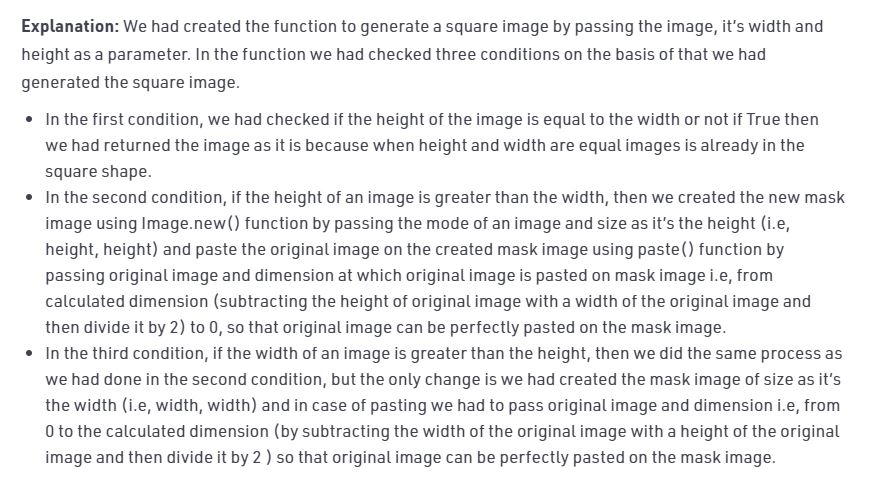 Explanation: We had created the function to generate a square image by passing the image, it's width and
height as a parameter. In the function we had checked three conditions on the basis of that we had
generated the square image.
• In the first condition, we had checked if the height of the image is equal to the width or not if True then
we had returned the image as it is because when height and width are equal images is already in the
square shape.
• In the second condition, if the height of an image is greater than the width, then we created the new mask
image using Image.new() function by passing the mode of an image and size as it's the height (i.e,
height, height) and paste the original image on the created mask image using paste() function by
passing original image and dimension at which original image is pasted on mask image i.e, from
calculated dimension (subtracting the height of original image with a width of the original image and
then divide it by 2) to 0, so that original image can be perfectly pasted on the mask image.
• In the third condition, if the width of an image is greater than the height, then we did the same process as
we had done in the second condition, but the only change is we had created the mask image of size as it's
the width (i.e, width, width) and in case of pasting we had to pass original image and dimension i.e, from
0 to the calculated dimension (by subtracting the width of the original image with a height of the original
image and then divide it by 2 ) so that original image can be perfectly pasted on the mask image.